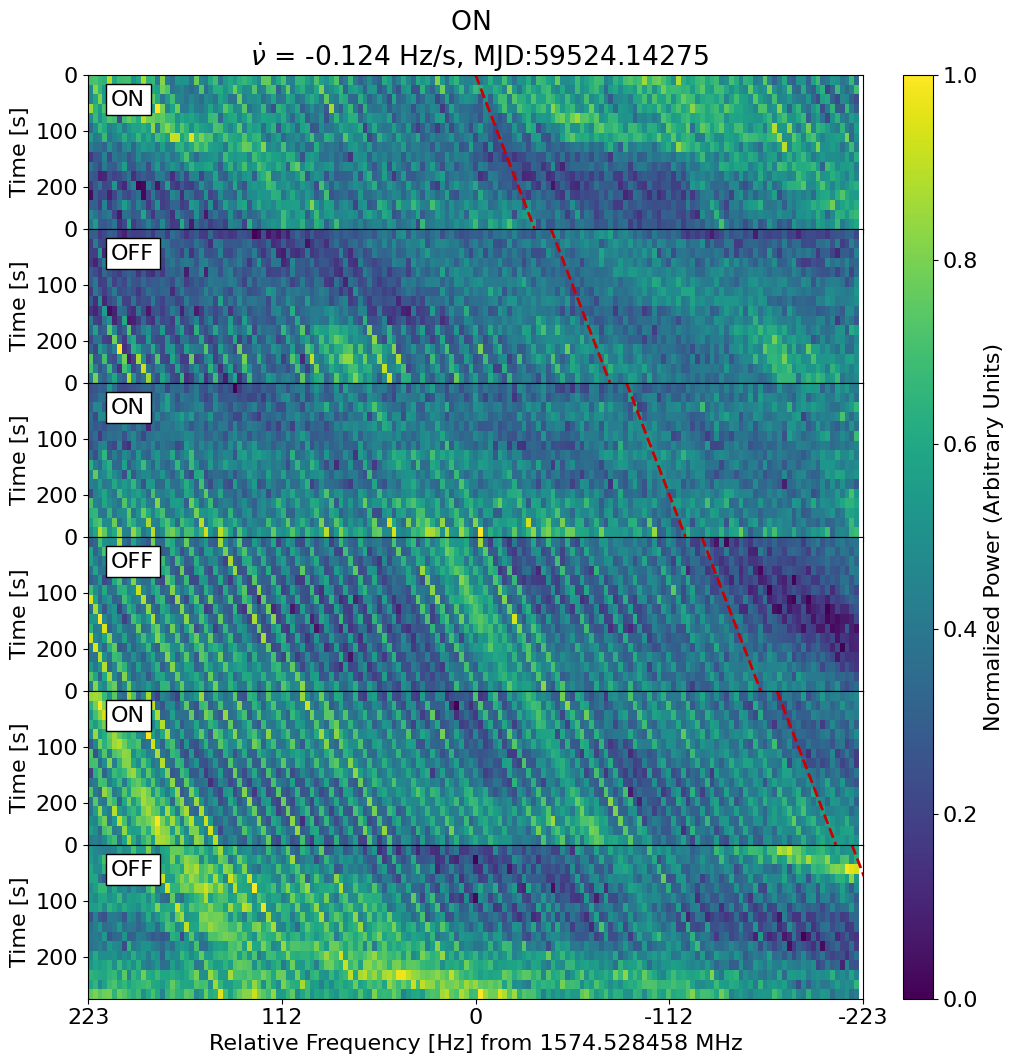 ON
ν̇ = -0.124 Hz/s, MJD:59524.14275
0
100
200
Time [s]
ON
0
100
200
Time [s]
OFF
0
100
200
Time [s]
ON
0
100
200
Time [s]
OFF
0
100
200
Time [s]
ON
0
100
200
Time [s]
OFF
223 112 0 -112 -223
Relative Frequency [Hz] from 1574.528458 MHz
1.0
0.8
0.6
0.4
0.2
0.0
Normalized Power (Arbitrary Units)